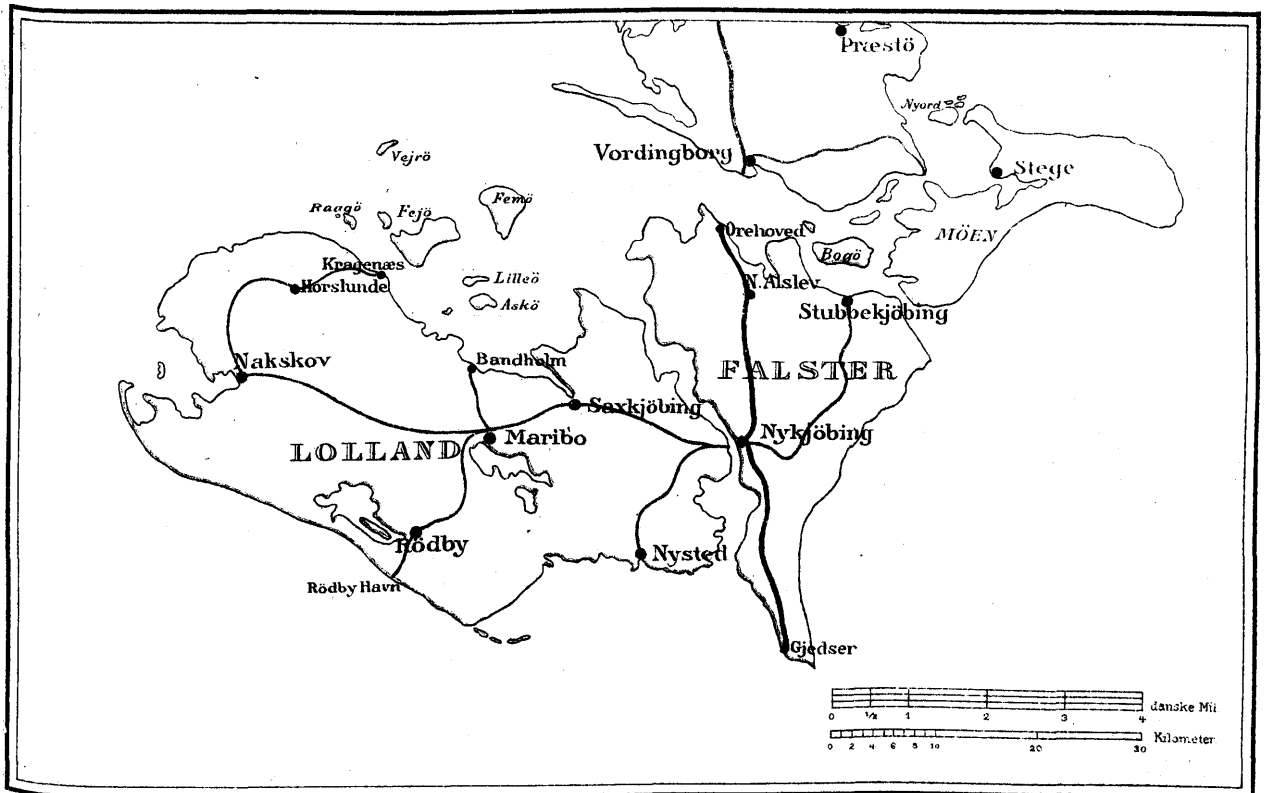 Præstö
Nyord
Vordingborg
Vejrö
Stege
Femö
Raagö
Fejö
Orehoved
MÖEN
Bogö
Kragenæs
Horslunde
Lilleö
N. Alslev
Askö
Stubbekjöbing
Nakskov
Bandholm
FALSTER
Saxkjöbing
Maribo
Nykjöbing
LOLLAND
Rödby
Nysted
Rödby Havn
Gjedser
danske Mil.
0 1/2 1 2 3 4
Kilometer
0 2 4 6 8 10 20 30